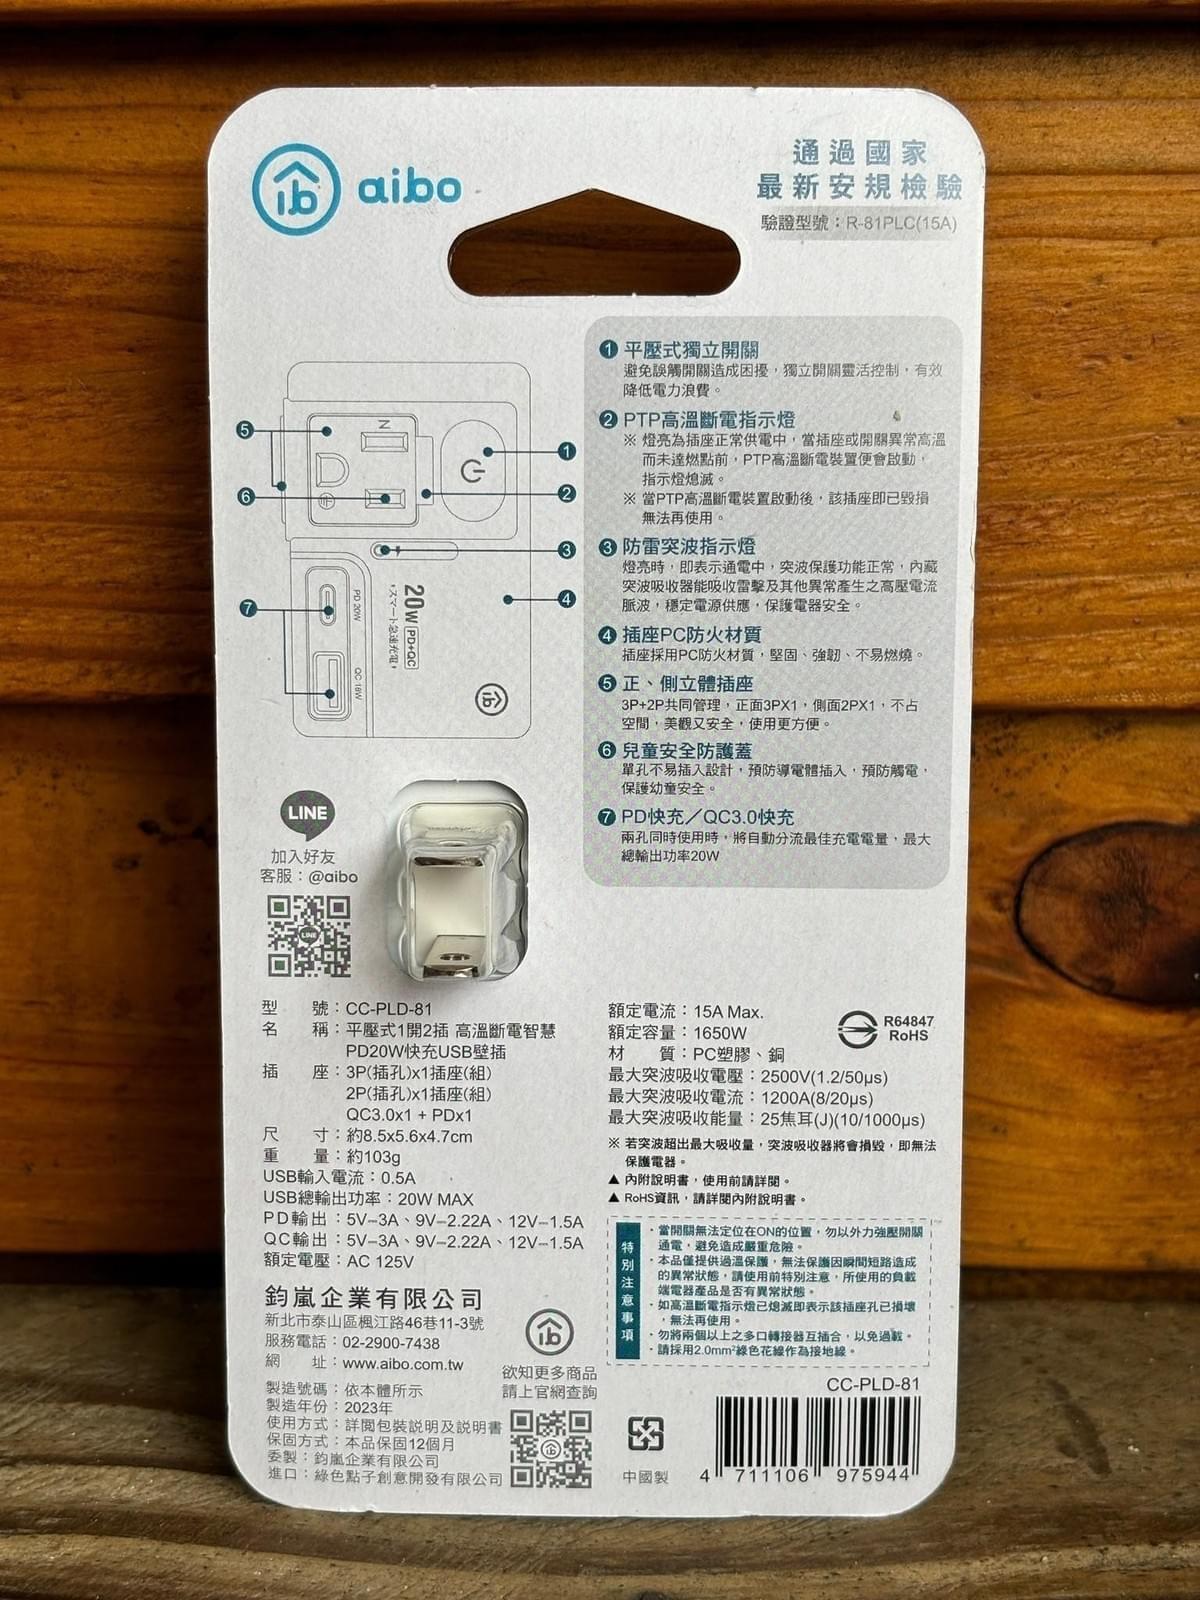 aibo
通過國家
最新安規檢驗
驗證型號：R-81PLC(15A)
❶ 平壓式獨立開關
避免誤觸開關造成困擾，獨立開關靈活控制，有效
降低電力浪費。
❷ PTP高溫斷電指示燈
※ 燈亮為插座正常供電中，當插座或開關異常高溫
而未達燃點前，PTP高溫斷電裝置便會啟動，
指示燈熄滅。
※ 當PTP高溫斷電裝置啟動後，該插座即已毀損
無法再使用。
❸ 防雷突波指示燈
燈亮時，即表示通電中，突波保護功能正常，內藏
突波吸收器能吸收雷擊及其他異常產生之高壓電流
脈波，穩定電源供應，保護電器安全。
❹ 插座PC防火材質
插座採用PC防火材質，堅固、強韌、不易燃燒。
❺ 正、側立體插座
3P+2P共同管理，正面3PX1，側面2PX1，不占
空間，美觀又安全，使用更方便。
❻ 兒童安全防護蓋
單孔不易插入設計，預防導電體插入，預防觸電，
保護幼童安全。
❼ PD快充／QC3.0快充
兩孔同時使用時，將自動分流最佳充電電量，最大
總輸出功率20W
❺
❻
❼
❶
❷
❸
❹
N
PD 20W
QC 18W
20W PD+QC
スマート急速充電
LINE
加入好友
客服：@aibo
LINE
型　　號：CC-PLD-81
名　　稱：平壓式1開2插 高溫斷電智慧
PD20W快充USB壁插
插　　座：3P(插孔)x1插座(組)
2P(插孔)x1插座(組)
QC3.0x1 + PDx1
尺　　寸：約8.5x5.6x4.7cm
重　　量：約103g
USB輸入電流：0.5A
USB總輸出功率：20W MAX
PD輸出：5V⎓3A、9V⎓2.22A、12V⎓1.5A
QC輸出：5V⎓3A、9V⎓2.22A、12V⎓1.5A
額定電壓：AC 125V
額定電流：15A Max.
額定容量：1650W
材　　質：PC塑膠、銅
最大突波吸收電壓：2500V(1.2/50μs)
最大突波吸收電流：1200A(8/20μs)
最大突波吸收能量：25焦耳(J)(10/1000μs)
R64847
RoHS
※ 若突波超出最大吸收量，突波吸收器將會損毀，即無法
保護電器。
▲ 內附說明書，使用前請詳閱。
▲ RoHS資訊，請詳閱內附說明書。
特別注意事項
・當開關無法定位在ON的位置，勿以外力強壓開關
通電，避免造成嚴重危險。
・本品僅提供過溫保護，無法保護因瞬間短路造成
的異常狀態，請使用前特別注意，所使用的負載
端電器產品是否有異常狀態。
・如高溫斷電指示燈已熄滅即表示該插座孔已損壞
，無法再使用。
・勿將兩個以上之多口轉接器互插合，以免過載。
・請採用2.0mm²綠色花線作為接地線。
鈞嵐企業有限公司
新北市泰山區楓江路46巷11-3號
服務電話：02-2900-7438
網　　址：www.aibo.com.tw
製造號碼：依本體所示
製造年份：2023年
使用方式：詳閱包裝説明及説明書
保固方式：本品保固12個月
委製：鈞嵐企業有限公司
進口：綠色點子創意開發有限公司
欲知更多商品
請上官網查詢
中國製
CC-PLD-81
4 711106 975944